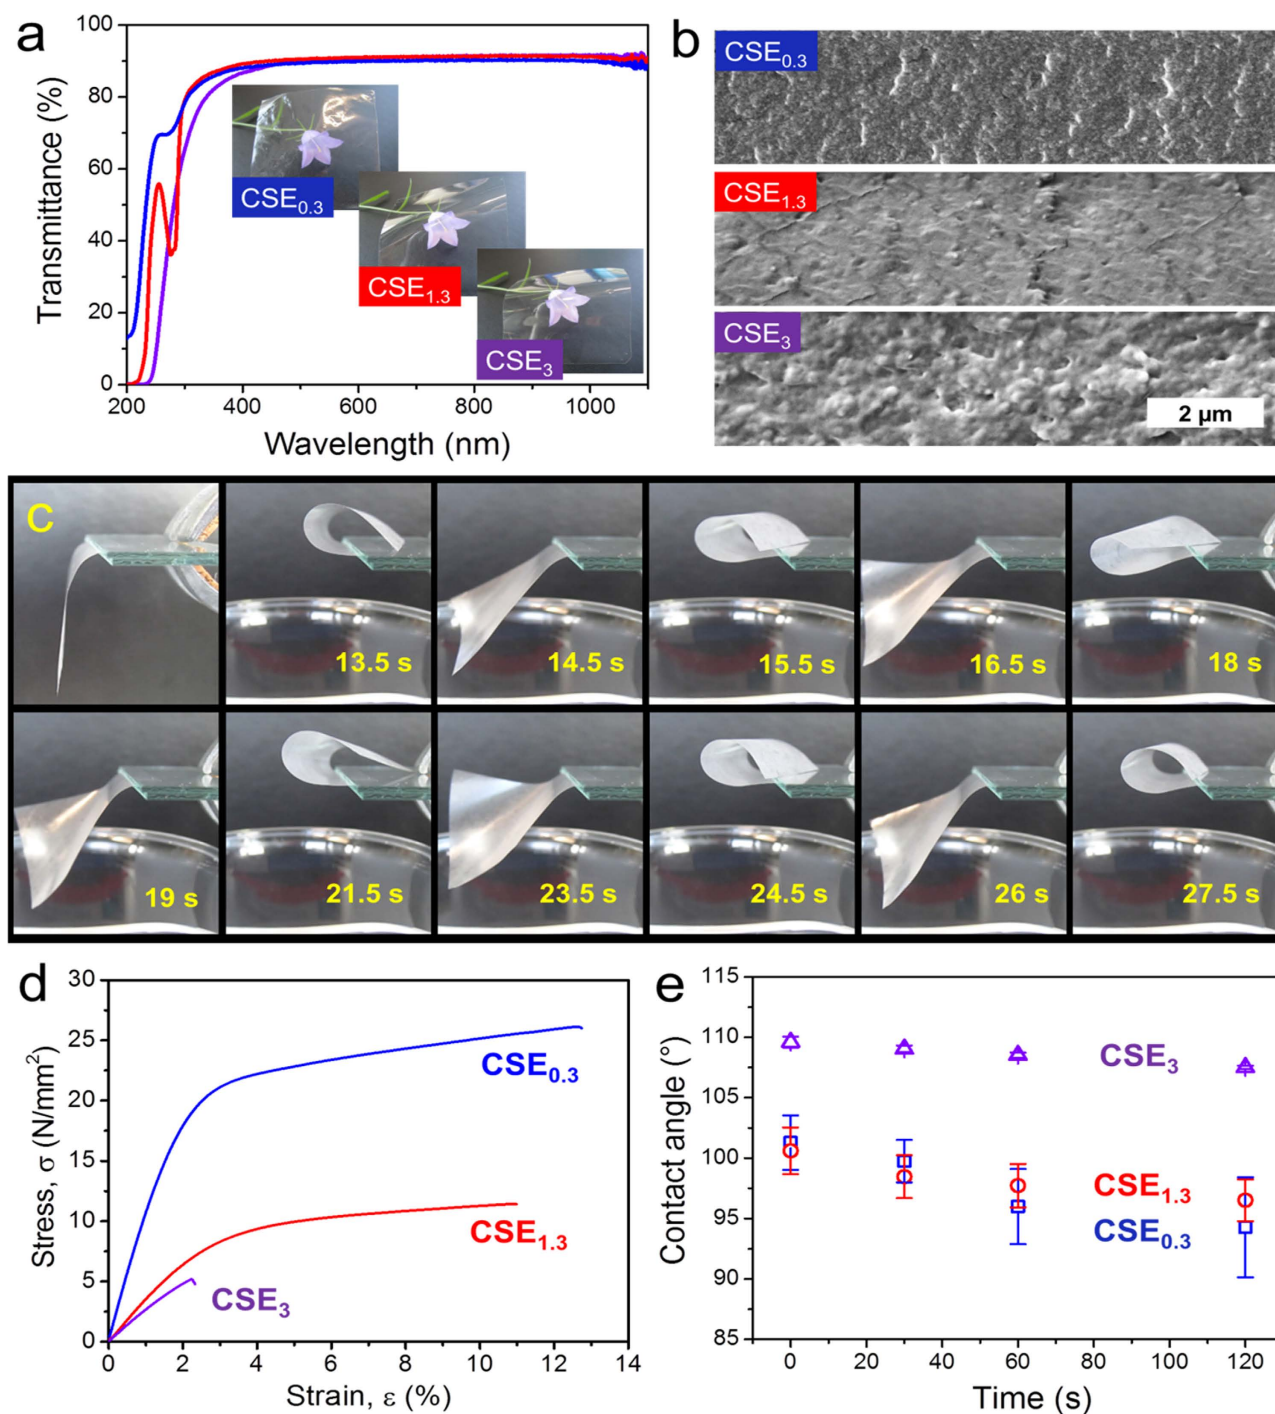 a
100
80
60
40
20
0
Transmittance (%)
200
400
600
800
1000
Wavelength (nm)
CSE0.3
CSE1.3
CSE3
b
CSE0.3
CSE1.3
CSE3
2 μm
c
13.5 s
14.5 s
15.5 s
16.5 s
18 s
19 s
21.5 s
23.5 s
24.5 s
26 s
27.5 s
d
30
25
20
15
10
5
0
Stress, σ (N/mm²)
0
2
4
6
8
10
12
14
Strain, ε (%)
CSE0.3
CSE1.3
CSE3
e
115
110
105
100
95
90
85
Contact angle (°)
0
20
40
60
80
100
120
Time (s)
CSE3
CSE1.3
CSE0.3